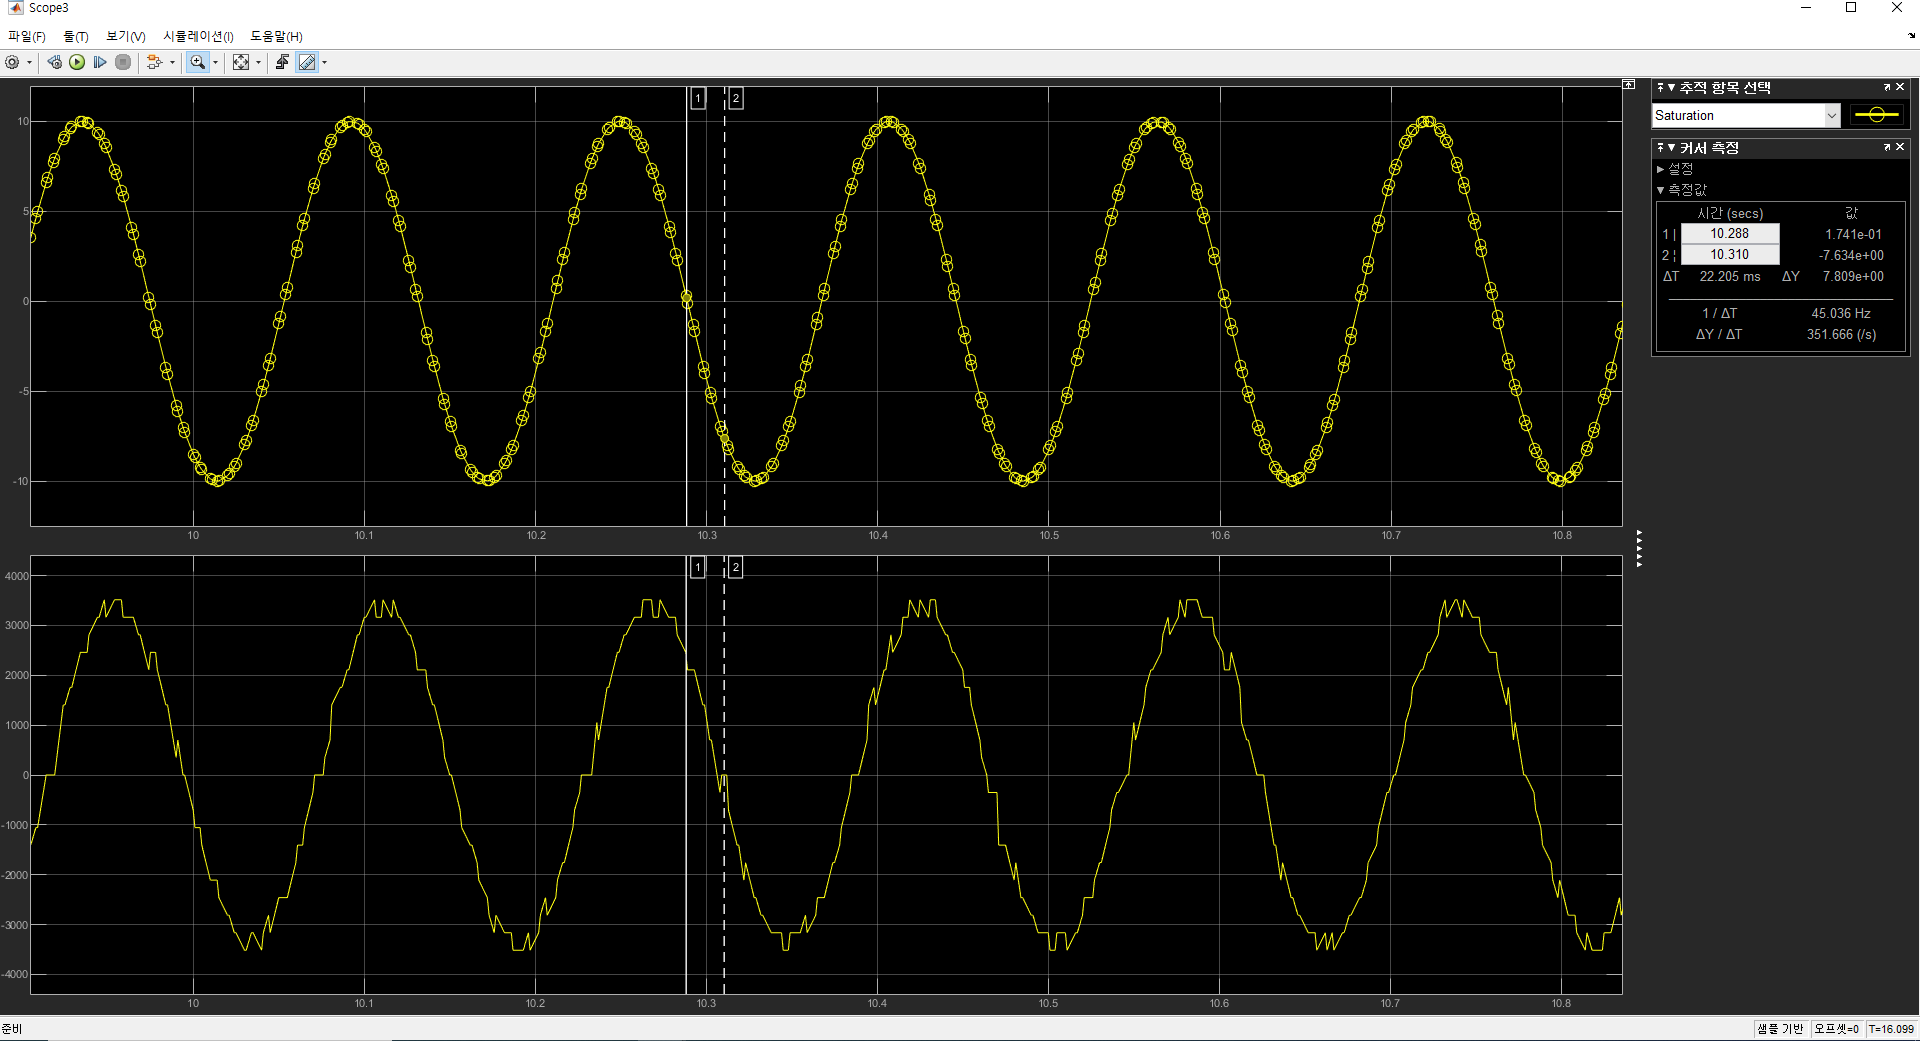 Scope3
파일(F) 툴(T) 보기(V) 시뮬레이션(I) 도움말(H)
1 2
10
5
0
-5
-10
10 10.1 10.2 10.3 10.4 10.5 10.6 10.7 10.8
1 2
4000
3000
2000
1000
0
-1000
-2000
-3000
-4000
10 10.1 10.2 10.3 10.4 10.5 10.6 10.7 10.8
추적 항목 선택
Saturation
커서 측정
설정
측정값
시간 (secs) 값
1 | 10.288 1.741e-01
2 ¦ 10.310 -7.634e+00
ΔT 22.205 ms ΔY 7.809e+00
1 / ΔT 45.036 Hz
ΔY / ΔT 351.666 (/s)
준비 샘플 기반 오프셋=0 T=16.099